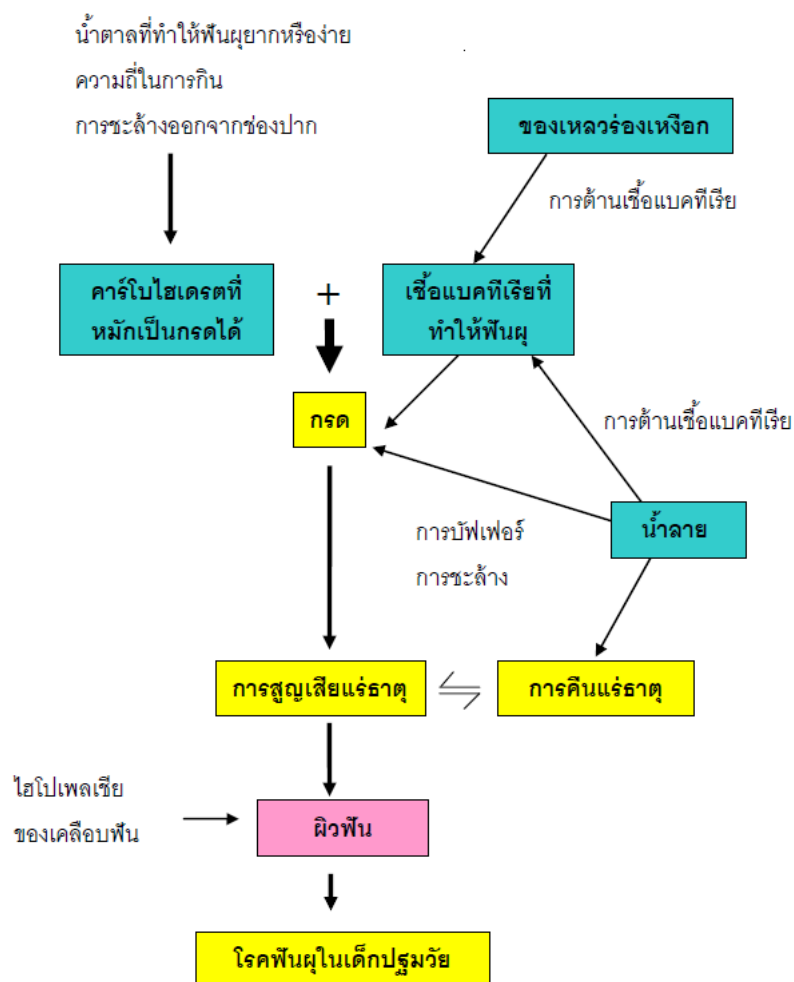 น้ำตาลที่ทำให้ฟันผุยากหรือง่าย
ความถี่ในการกิน
การชะล้างออกจากช่องปาก
ของเหลวร่องเหงือก
การต้านเชื้อแบคทีเรีย
คาร์โบไฮเดรตที่
หมักเป็นกรดได้
+
เชื้อแบคทีเรียที่
ทำให้ฟันผุ
กรด
การต้านเชื้อแบคทีเรีย
น้ำลาย
การบัฟเฟอร์
การชะล้าง
การสูญเสียแร่ธาตุ
การคืนแร่ธาตุ
ไฮโปเพลเซีย
ของเคลือบฟัน
ผิวฟัน
โรคฟันผุในเด็กปฐมวัย